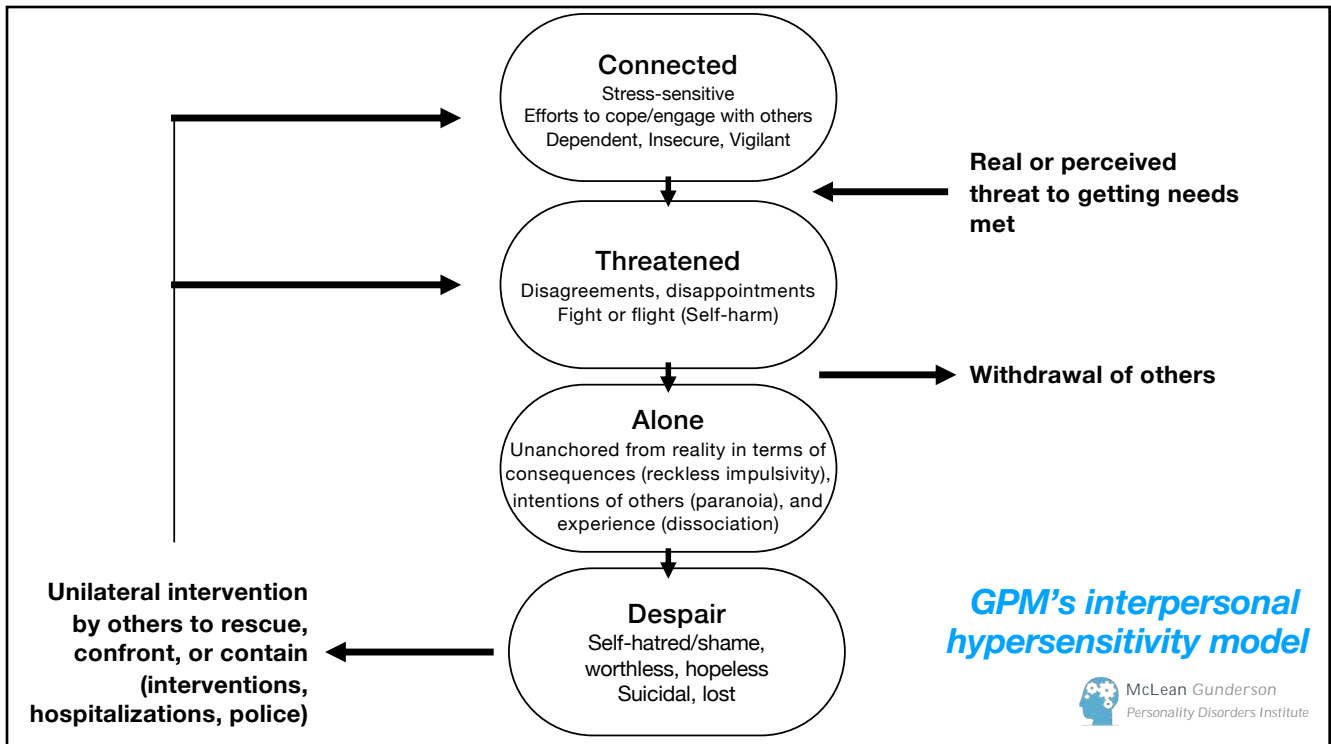 Connected
Stress-sensitive
Efforts to cope/engage with others
Dependent, Insecure, Vigilant
Real or perceived
threat to getting needs
met
Threatened
Disagreements, disappointments
Fight or flight (Self-harm)
Withdrawal of others
Alone
Unanchored from reality in terms of
consequences (reckless impulsivity),
intentions of others (paranoia), and
experience (dissociation)
Despair
Self-hatred/shame,
worthless, hopeless
Suicidal, lost
Unilateral intervention
by others to rescue,
confront, or contain
(interventions,
hospitalizations, police)
GPM's interpersonal
hypersensitivity model
McLean Gunderson
Personality Disorders Institute